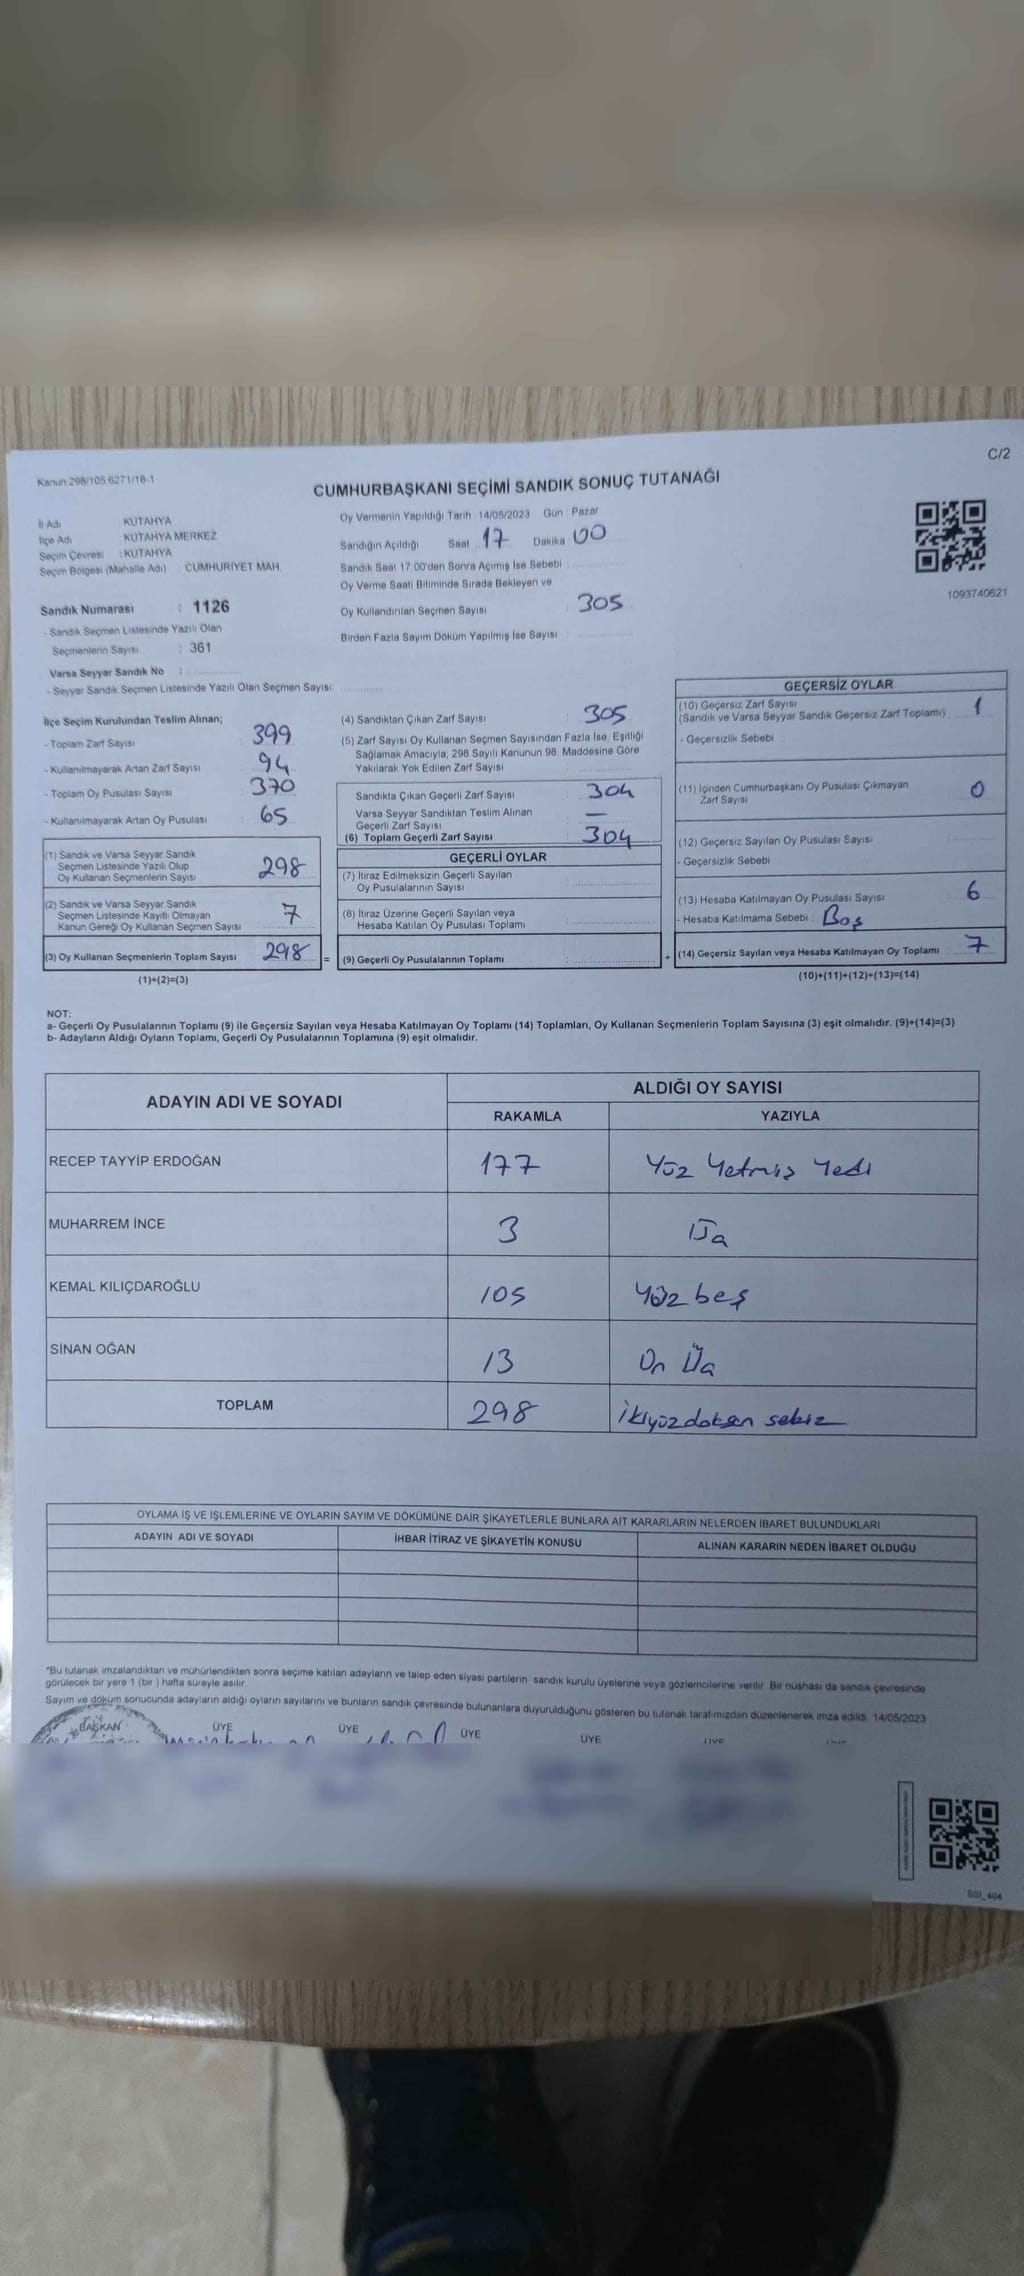 C/2
Kanun:298/105;6271/18-1
CUMHURBAŞKANI SEÇİMİ SANDIK SONUÇ TUTANAĞI
İl Adı : KÜTAHYA
İlçe Adı : KÜTAHYA MERKEZ
Seçim Çevresi : KÜTAHYA
Seçim Bölgesi (Mahalle Adı) : CUMHURİYET MAH.
Sandık Numarası : 1126
- Sandık Seçmen Listesinde Yazılı Olan
Seçmenlerin Sayısı : 361
Varsa Seyyar Sandık No :
- Seyyar Sandık Seçmen Listesinde Yazılı Olan Seçmen Sayısı:
Oy Vermenin Yapıldığı Tarih : 14/05/2023 Gün : Pazar
Sandığın Açıldığı Saat 17 Dakika 00
Sandık Saat 17.00'den Sonra Açımış İse Sebebi :
Oy Verme Saati Bitiminde Sırada Bekleyen ve
Oy Kullandırılan Seçmen Sayısı : 305
Birden Fazla Sayım Döküm Yapılmış İse Sayısı :
1093740621
İlçe Seçim Kurulundan Teslim Alınan;
- Toplam Zarf Sayısı 399
- Kullanılmayarak Artan Zarf Sayısı 94
- Toplam Oy Pusulası Sayısı 370
- Kullanılmayarak Artan Oy Pusulası 65
(1) Sandık ve Varsa Seyyar Sandık
Seçmen Listesinde Yazılı Olup
Oy Kullanan Seçmenlerin Sayısı 298
(2) Sandık ve Varsa Seyyar Sandık
Seçmen Listesinde Kayıtlı Olmayan
Kanun Gereği Oy Kullanan Seçmen Sayısı 7
(3) Oy Kullanan Seçmenlerin Toplam Sayısı 298
(1)+(2)=(3)
(4) Sandıktan Çıkan Zarf Sayısı : 305
(5) Zarf Sayısı Oy Kullanan Seçmen Sayısından Fazla İse, Eşitliği
Sağlamak Amacıyla; 298 Sayılı Kanunun 98. Maddesine Göre
Yakılarak Yok Edilen Zarf Sayısı :
Sandıkta Çıkan Geçerli Zarf Sayısı : 304
Varsa Seyyar Sandıktan Teslim Alınan
Geçerli Zarf Sayısı : —
(6) Toplam Geçerli Zarf Sayısı : 304
GEÇERLİ OYLAR
(7) İtiraz Edilmeksizin Geçerli Sayılan
Oy Pusulalarının Sayısı :
(8) İtiraz Üzerine Geçerli Sayılan veya
Hesaba Katılan Oy Pusulası Toplamı :
= (9) Geçerli Oy Pusulalarının Toplamı : +
GEÇERSİZ OYLAR
(10) Geçersiz Zarf Sayısı
(Sandık ve Varsa Seyyar Sandık Geçersiz Zarf Toplamı) : 1
- Geçersizlik Sebebi :
(11) İçinden Cumhurbaşkanı Oy Pusulası Çıkmayan
Zarf Sayısı : 0
(12) Geçersiz Sayılan Oy Pusulası Sayısı :
- Geçersizlik Sebebi :
(13) Hesaba Katılmayan Oy Pusulası Sayısı : 6
- Hesaba Katılmama Sebebi : Boş
(14) Geçersiz Sayılan veya Hesaba Katılmayan Oy Toplamı : 7
(10)+(11)+(12)+(13)=(14)
NOT:
a- Geçerli Oy Pusulalarının Toplamı (9) ile Geçersiz Sayılan veya Hesaba Katılmayan Oy Toplamı (14) Toplamları, Oy Kullanan Seçmenlerin Toplam Sayısına (3) eşit olmalıdır. (9)+(14)=(3)
b- Adayların Aldığı Oyların Toplamı, Geçerli Oy Pusulalarının Toplamına (9) eşit olmalıdır.
ADAYIN ADI VE SOYADI
ALDIĞI OY SAYISI
RAKAMLA YAZIYLA
RECEP TAYYİP ERDOĞAN 177 Yüz Yetmiş Yedi
MUHARREM İNCE 3 Üç
KEMAL KILIÇDAROĞLU 105 Yüz beş
SİNAN OĞAN 13 On Üç
TOPLAM 298 İkiyüzdoksan sekiz
OYLAMA İŞ VE İŞLEMLERİNE VE OYLARIN SAYIM VE DÖKÜMÜNE DAİR ŞİKAYETLERLE BUNLARA AİT KARARLARIN NELERDEN İBARET BULUNDUKLARI
ADAYIN ADI VE SOYADI İHBAR İTİRAZ VE ŞİKAYETİN KONUSU ALINAN KARARIN NEDEN İBARET OLDUĞU
*Bu tutanak imzalandıktan ve mühürlendikten sonra seçime katılan adayların ve talep eden siyasi partilerin sandık kurulu üyelerine veya gözlemcilerine verilir. Bir nüshası da sandık çevresinde
görülecek bir yere 1 (bir) hafta süreyle asılır.
Sayım ve döküm sonucunda adayların aldığı oyların sayılarını ve bunların sandık çevresinde bulunanlara duyurulduğunu gösteren bu tutanak tarafımızdan düzenlenerek imza edildi. 14/05/2023
BAŞKAN ÜYE ÜYE ÜYE ÜYE ÜYE
SSI_404